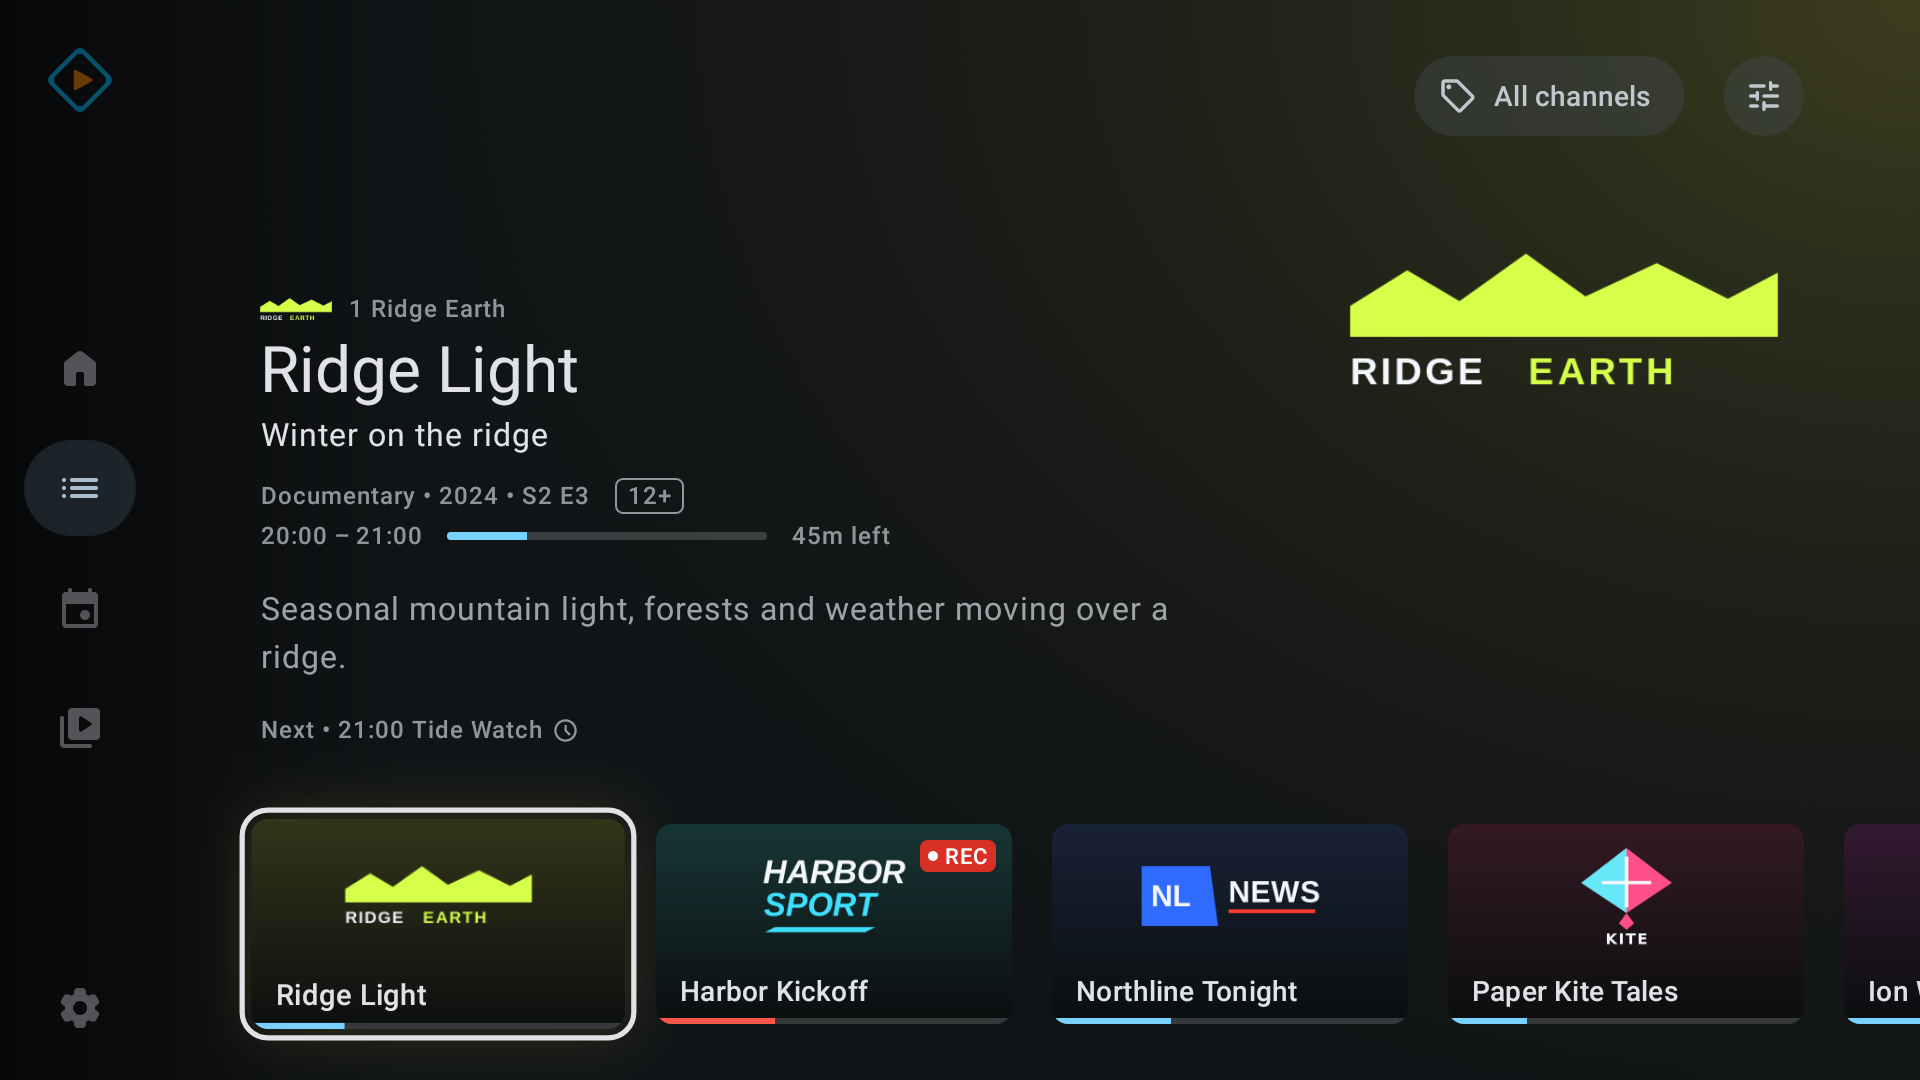 All channels
RIDGE EARTH
RIDGE EARTH
1 Ridge Earth
Ridge Light
Winter on the ridge
Documentary • 2024 • S2 E3 12+
20:00 – 21:00 45m left
Seasonal mountain light, forests and weather moving over a
ridge.
Next • 21:00 Tide Watch
RIDGE EARTH
Ridge Light
HARBOR
SPORT
REC
Harbor Kickoff
NL NEWS
Northline Tonight
KITE
Paper Kite Tales
Ion